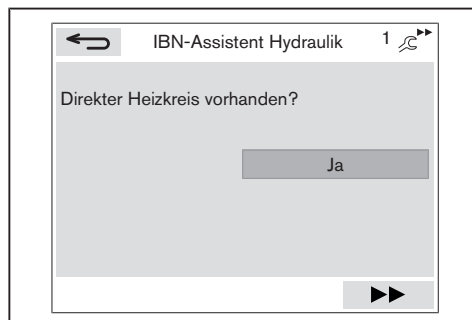 IBN-Assistent Hydraulik 1
Direkter Heizkreis vorhanden?
Ja